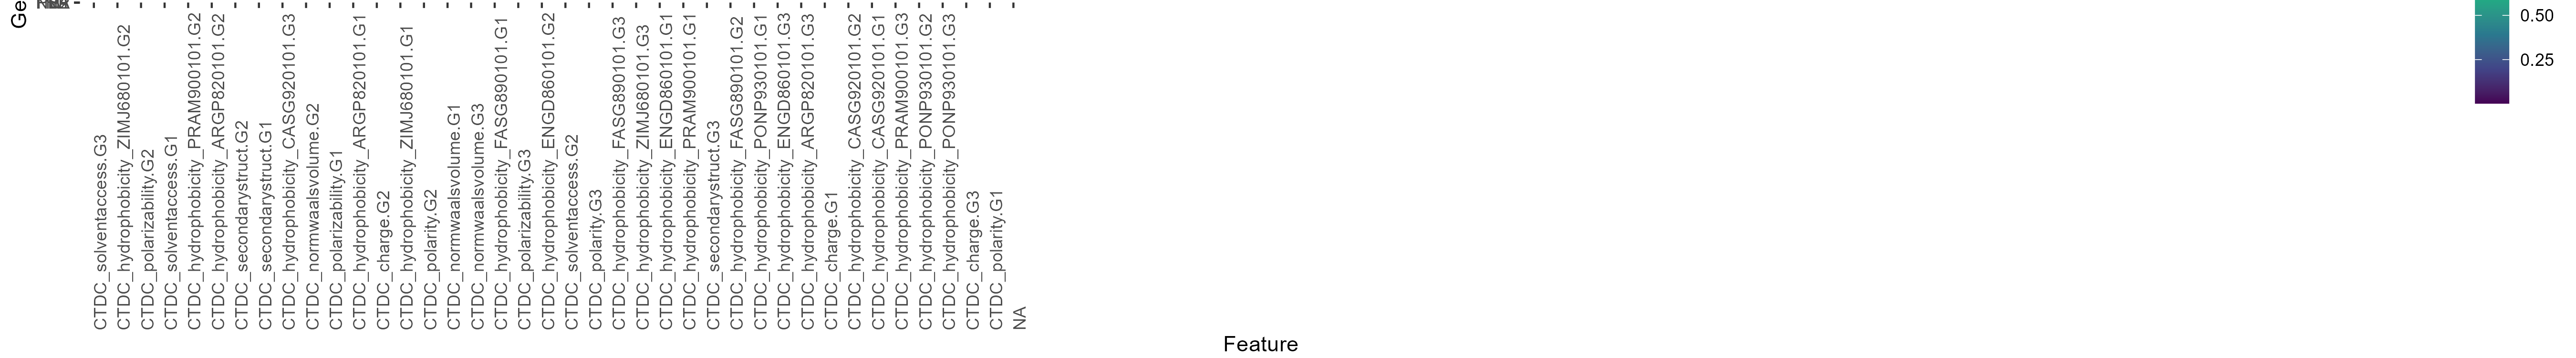 Ge
0.50
0.25
CTDC_solventaccess.G3
CTDC_hydrophobicity_ZIMJ680101.G2
CTDC_polarizability.G2
CTDC_solventaccess.G1
CTDC_hydrophobicity_PRAM900101.G2
CTDC_hydrophobicity_ARGP820101.G2
CTDC_secondarystruct.G2
CTDC_secondarystruct.G1
CTDC_hydrophobicity_CASG920101.G3
CTDC_normwaalsvolume.G2
CTDC_polarizability.G1
CTDC_hydrophobicity_ARGP820101.G1
CTDC_charge.G2
CTDC_hydrophobicity_ZIMJ680101.G1
CTDC_polarity.G2
CTDC_normwaalsvolume.G1
CTDC_normwaalsvolume.G3
CTDC_hydrophobicity_FASG890101.G1
CTDC_polarizability.G3
CTDC_hydrophobicity_ENGD860101.G2
CTDC_solventaccess.G2
CTDC_polarity.G3
CTDC_hydrophobicity_FASG890101.G3
CTDC_hydrophobicity_ZIMJ680101.G3
CTDC_hydrophobicity_ENGD860101.G1
CTDC_hydrophobicity_PRAM900101.G1
CTDC_secondarystruct.G3
CTDC_hydrophobicity_FASG890101.G2
CTDC_hydrophobicity_PONP930101.G1
CTDC_hydrophobicity_ENGD860101.G3
CTDC_hydrophobicity_ARGP820101.G3
CTDC_charge.G1
CTDC_hydrophobicity_CASG920101.G2
CTDC_hydrophobicity_CASG920101.G1
CTDC_hydrophobicity_PRAM900101.G3
CTDC_hydrophobicity_PONP930101.G2
CTDC_hydrophobicity_PONP930101.G3
CTDC_charge.G3
CTDC_polarity.G1
NA
Feature